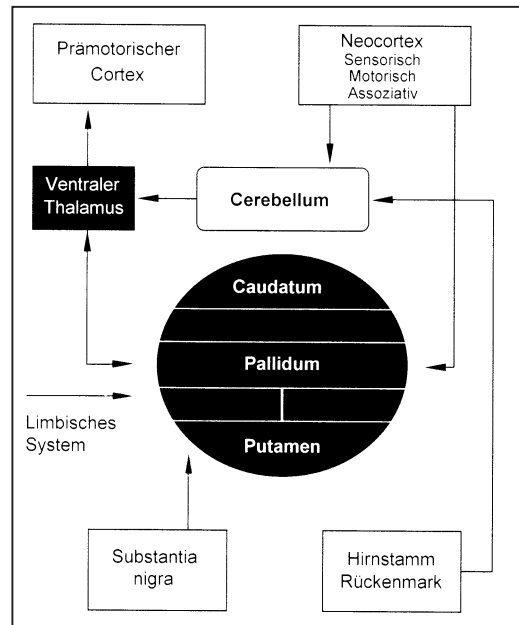 Prämotorischer
Cortex
Neocortex
Sensorisch
Motorisch
Assoziativ
Ventraler
Thalamus
Cerebellum
Caudatum
Pallidum
Limbisches
System
Putamen
Substantia
nigra
Hirnstamm
Rückenmark